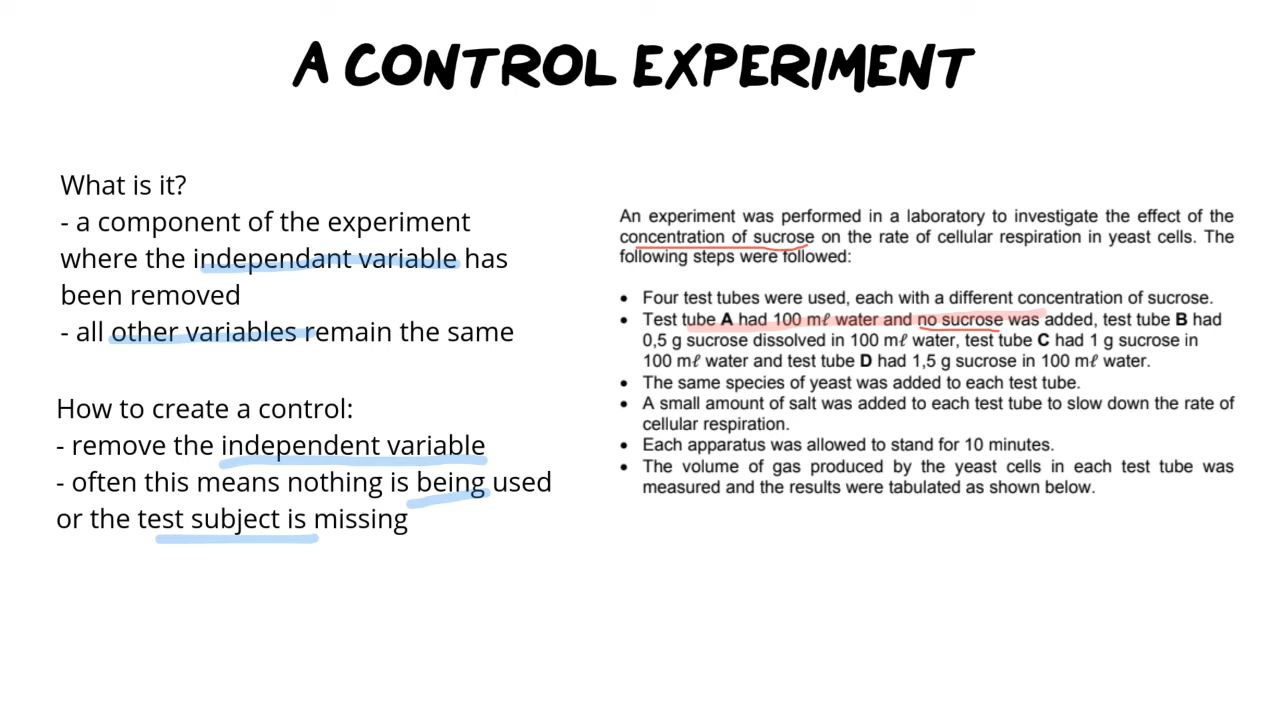 A CONTROL EXPERIMENT
What is it?
- a component of the experiment
where the independant variable has
been removed
- all other variables remain the same
How to create a control:
- remove the independent variable
- often this means nothing is being used
or the test subject is missing
An experiment was performed in a laboratory to investigate the effect of the
concentration of sucrose on the rate of cellular respiration in yeast cells. The
following steps were followed:
• Four test tubes were used, each with a different concentration of sucrose.
• Test tube A had 100 mℓ water and no sucrose was added, test tube B had
0,5 g sucrose dissolved in 100 mℓ water, test tube C had 1 g sucrose in
100 mℓ water and test tube D had 1,5 g sucrose in 100 mℓ water.
• The same species of yeast was added to each test tube.
• A small amount of salt was added to each test tube to slow down the rate of
cellular respiration.
• Each apparatus was allowed to stand for 10 minutes.
• The volume of gas produced by the yeast cells in each test tube was
measured and the results were tabulated as shown below.